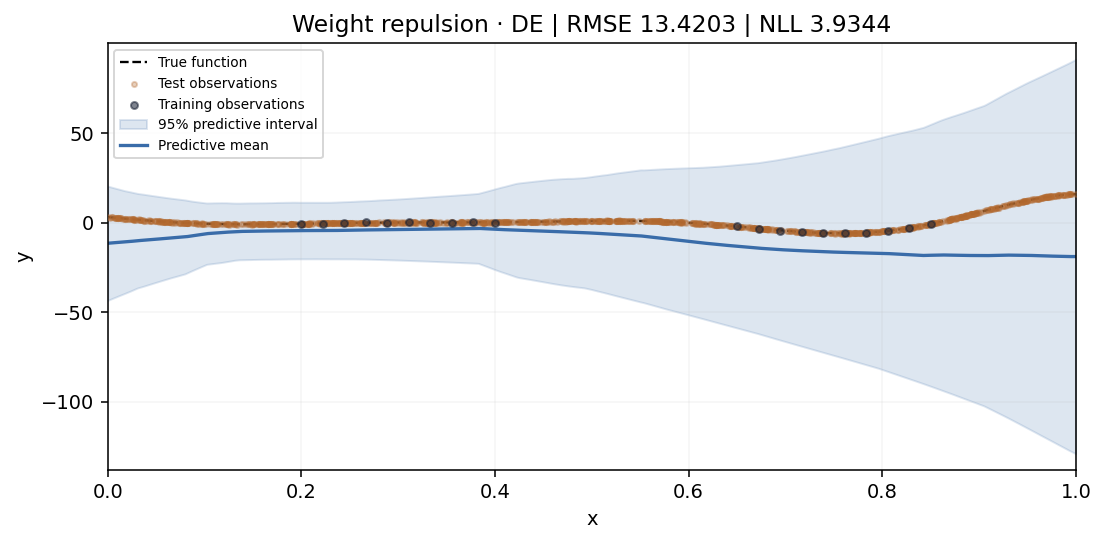 Weight repulsion · DE | RMSE 13.4203 | NLL 3.9344
True function
Test observations
Training observations
95% predictive interval
Predictive mean
50
0
−50
−100
y
0.0 0.2 0.4 0.6 0.8 1.0
x